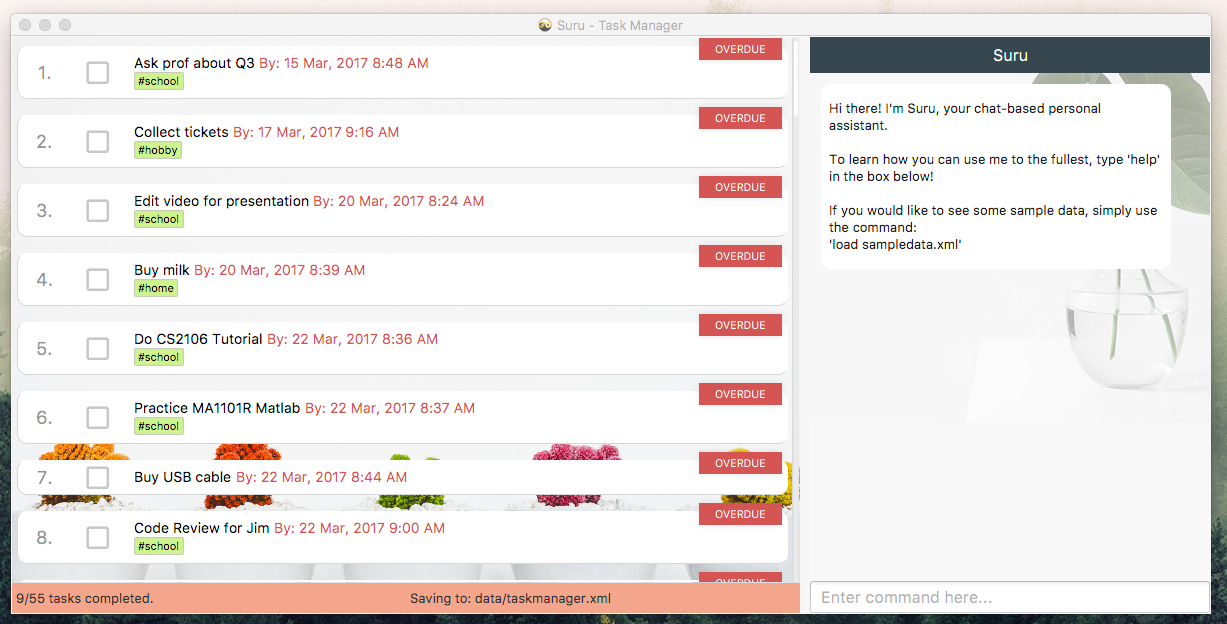 Suru - Task Manager
1.
Ask prof about Q3 By: 15 Mar, 2017 8:48 AM
#school
OVERDUE
2.
Collect tickets By: 17 Mar, 2017 9:16 AM
#hobby
OVERDUE
3.
Edit video for presentation By: 20 Mar, 2017 8:24 AM
#school
OVERDUE
4.
Buy milk By: 20 Mar, 2017 8:39 AM
#home
OVERDUE
5.
Do CS2106 Tutorial By: 22 Mar, 2017 8:36 AM
#school
OVERDUE
6.
Practice MA1101R Matlab By: 22 Mar, 2017 8:37 AM
#school
OVERDUE
7.
Buy USB cable By: 22 Mar, 2017 8:44 AM
OVERDUE
8.
Code Review for Jim By: 22 Mar, 2017 9:00 AM
#school
OVERDUE
OVERDUE
9/55 tasks completed.
Saving to: data/taskmanager.xml
Suru
Hi there! I'm Suru, your chat-based personal
assistant.
To learn how you can use me to the fullest, type 'help'
in the box below!
If you would like to see some sample data, simply use
the command:
'load sampledata.xml'
Enter command here...